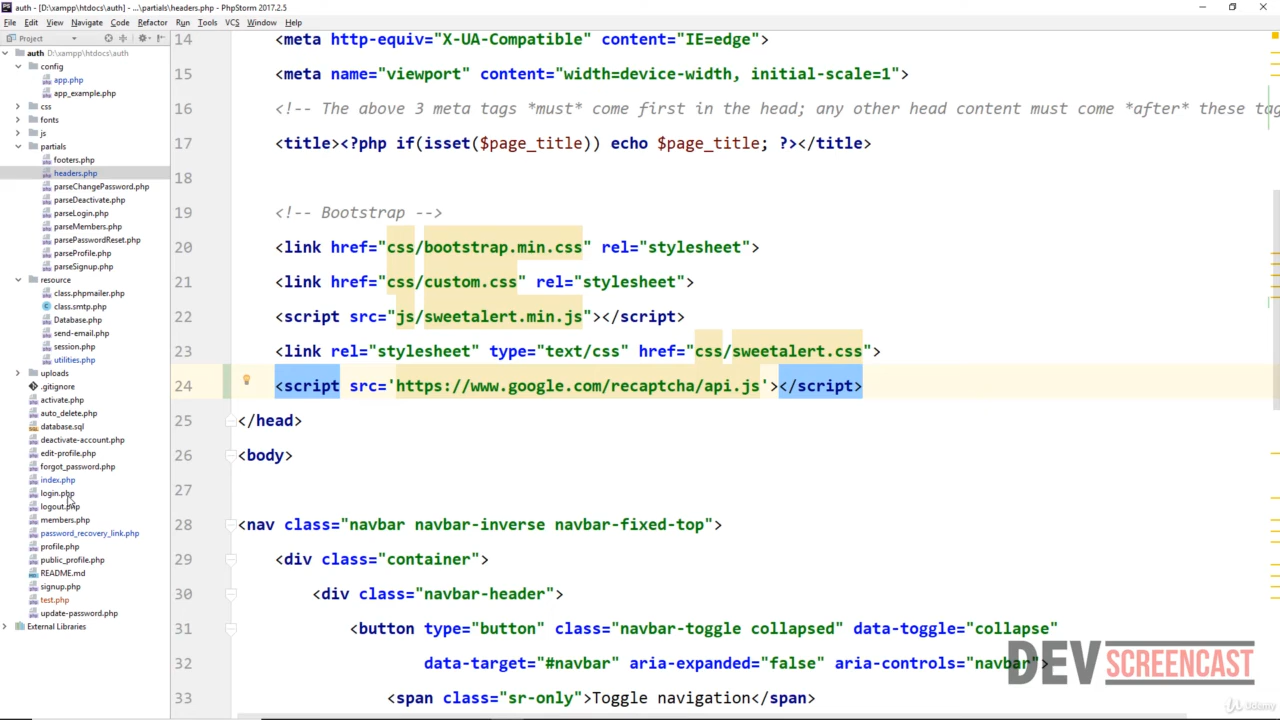 auth - [D:\xampp\htdocs\auth] - ...\partials\headers.php - PhpStorm 2017.2.5
File Edit View Navigate Code Refactor Run Tools VCS Window Help
Project
auth D:\xampp\htdocs\auth
config
app.php
app_example.php
css
fonts
js
partials
footers.php
headers.php
parseChangePassword.php
parseDeactivate.php
parseLogin.php
parseMembers.php
parsePasswordReset.php
parseProfile.php
parseSignup.php
resource
class.phpmailer.php
class.smtp.php
Database.php
send-email.php
session.php
utilities.php
uploads
.gitignore
activate.php
auto_delete.php
database.sql
deactivate-account.php
edit-profile.php
forgot_password.php
index.php
login.php
logout.php
members.php
password_recovery_link.php
profile.php
public_profile.php
README.md
signup.php
test.php
update-password.php
External Libraries
14 <meta http-equiv="X-UA-Compatible" content="IE=edge">
15 <meta name="viewport" content="width=device-width, initial-scale=1">
16 <!-- The above 3 meta tags *must* come first in the head; any other head content must come *after* these tag
17 <title><?php if(isset($page_title)) echo $page_title; ?></title>
18
19 <!-- Bootstrap -->
20 <link href="css/bootstrap.min.css" rel="stylesheet">
21 <link href="css/custom.css" rel="stylesheet">
22 <script src="js/sweetalert.min.js"></script>
23 <link rel="stylesheet" type="text/css" href="css/sweetalert.css">
24 <script src='https://www.google.com/recaptcha/api.js'></script>
25 </head>
26 <body>
27
28 <nav class="navbar navbar-inverse navbar-fixed-top">
29 <div class="container">
30 <div class="navbar-header">
31 <button type="button" class="navbar-toggle collapsed" data-toggle="collapse"
32 data-target="#navbar" aria-expanded="false" aria-controls="navbar">
33 <span class="sr-only">Toggle navigation</span>
DEVSCREENCAST
Udemy